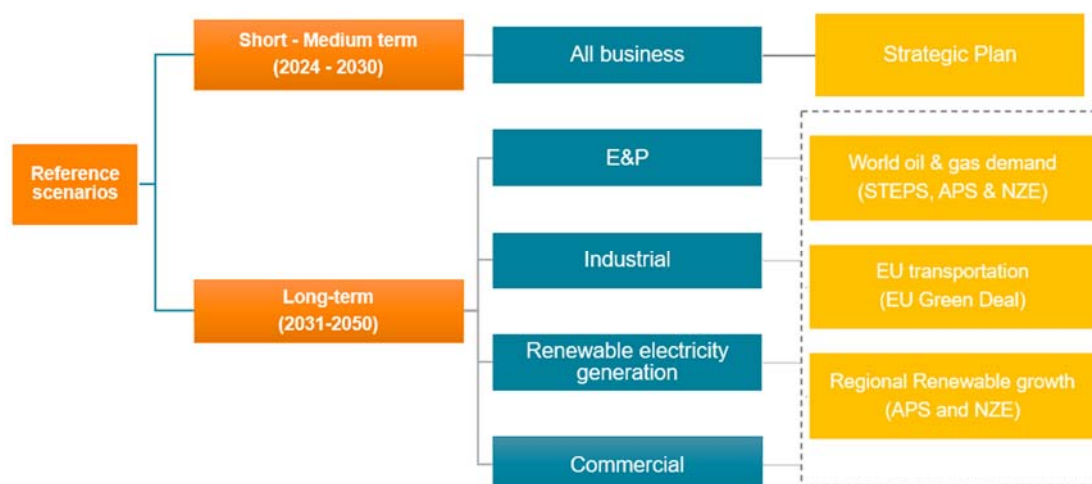 Reference
scenarios
Short - Medium term
(2024 - 2030)
All business
Strategic Plan
Long-term
(2031-2050)
E&P
Industrial
Renewable electricity
generation
Commercial
World oil & gas demand
(STEPS, APS & NZE)
EU transportation
(EU Green Deal)
Regional Renewable growth
(APS and NZE)